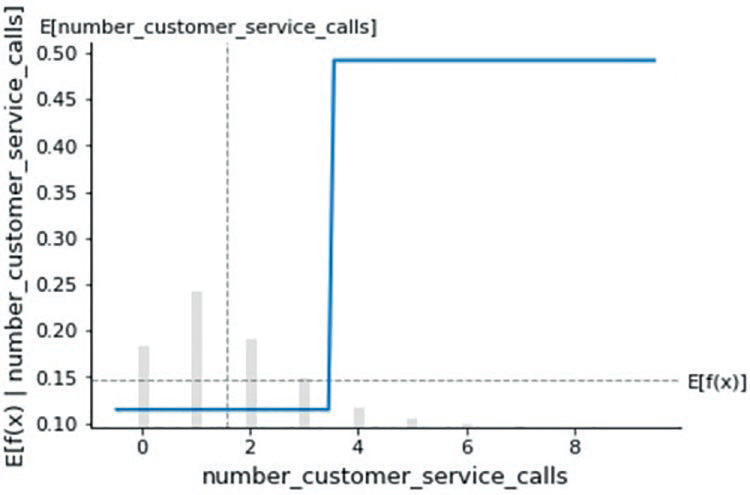 E[number_customer_service_calls]
E[f(x) | number_customer_service_calls]
0.50
0.45
0.40
0.35
0.30
0.25
0.20
0.15
0.10
E[f(x)]
0 2 4 6 8
number_customer_service_calls